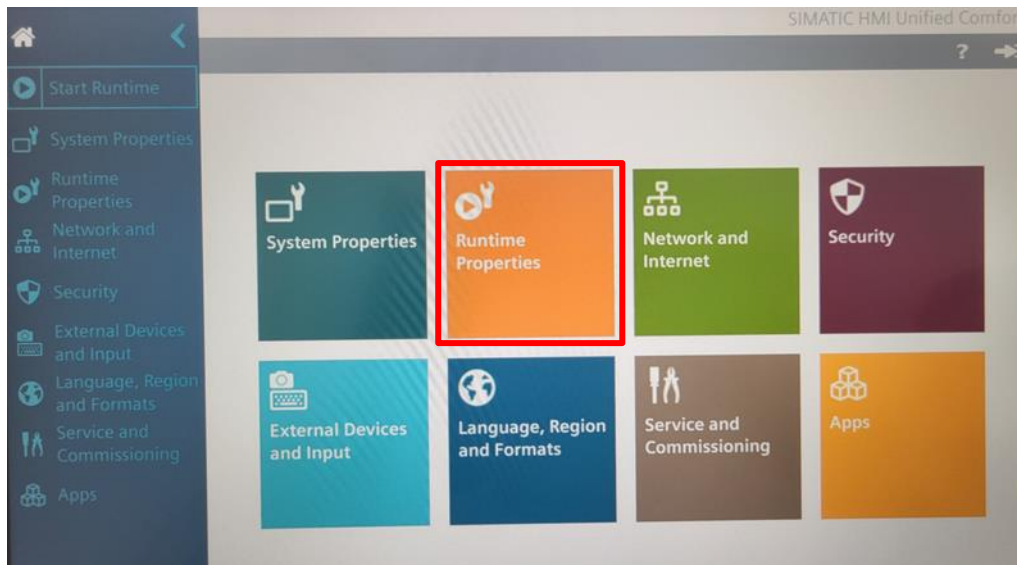 SIMATIC HMI Unified Comfor
?
Start Runtime
System Properties
Runtime
Properties
Network and
Internet
Security
External Devices
and Input
Language, Region
and Formats
Service and
Commissioning
Apps
System Properties
Runtime
Properties
Network and
Internet
Security
External Devices
and Input
Language, Region
and Formats
Service and
Commissioning
Apps